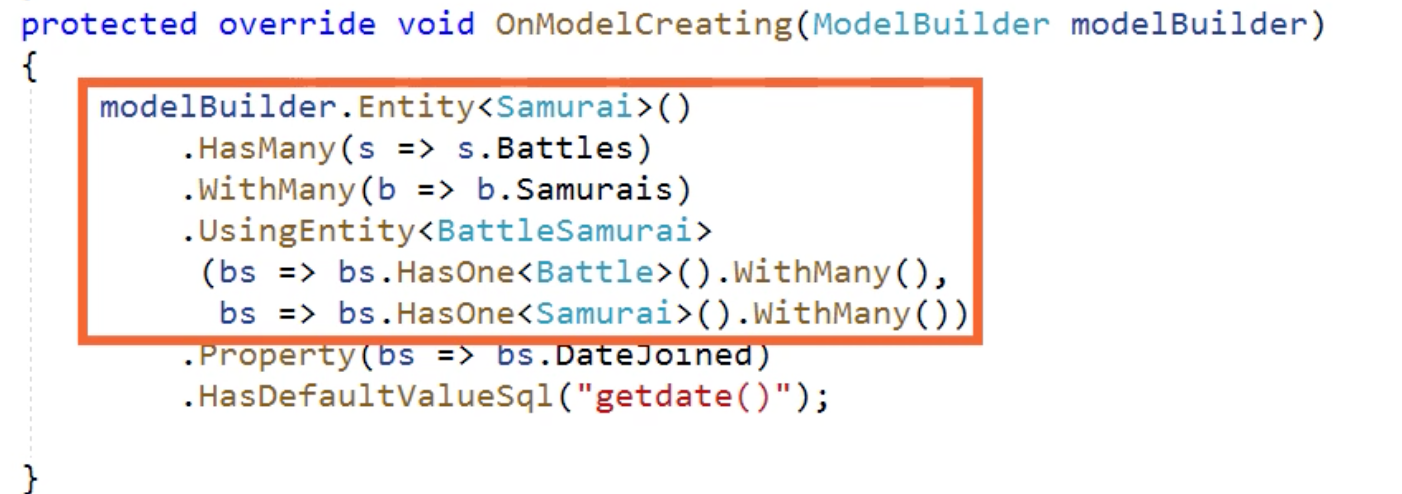 protected override void OnModelCreating(ModelBuilder modelBuilder)
{
modelBuilder.Entity<Samurai>()
.HasMany(s => s.Battles)
.WithMany(b => b.Samurais)
.UsingEntity<BattleSamurai>
(bs => bs.HasOne<Battle>().WithMany(),
bs => bs.HasOne<Samurai>().WithMany())
.Property(bs => bs.DateJoined)
.HasDefaultValueSql("getdate()");
}